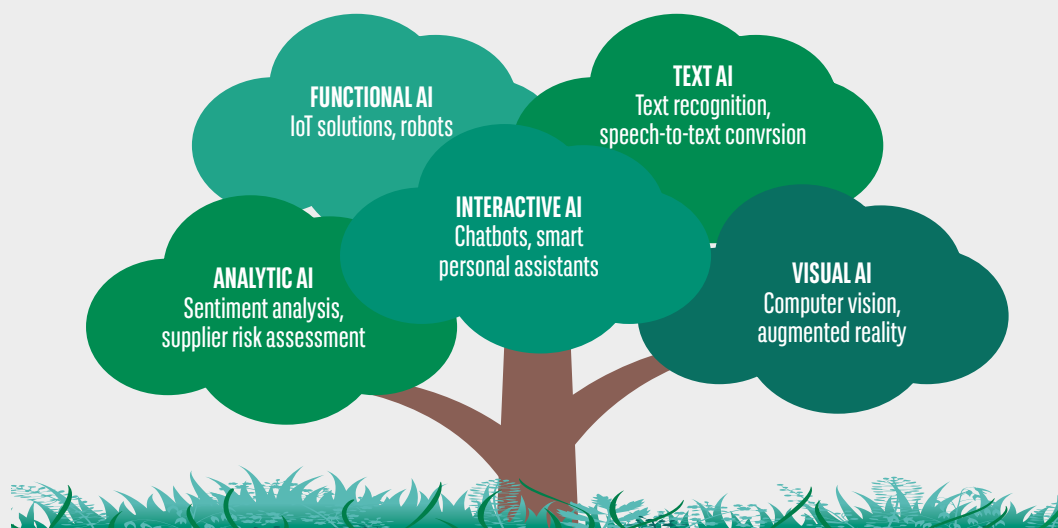 FUNCTIONAL AI
IoT solutions, robots
TEXT AI
Text recognition,
speech-to-text convrsion
INTERACTIVE AI
Chatbots, smart
personal assistants
ANALYTIC AI
Sentiment analysis,
supplier risk assessment
VISUAL AI
Computer vision,
augmented reality